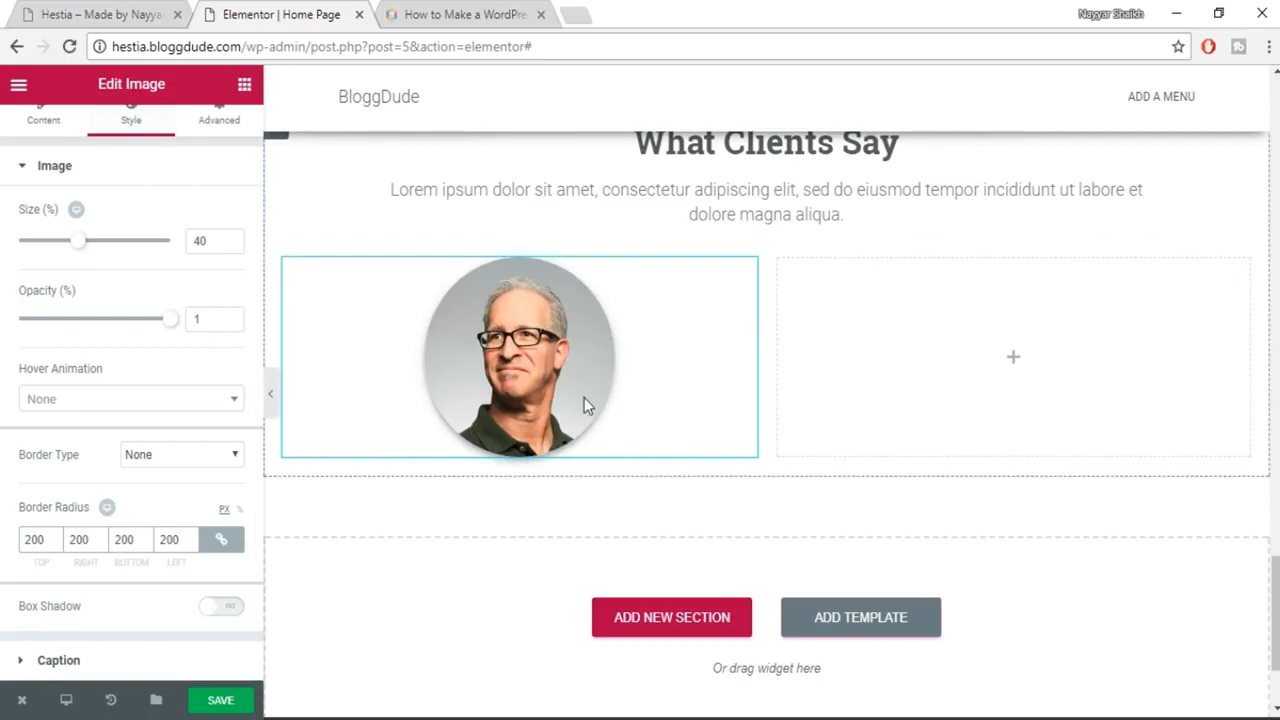 Hestia – Made by Nayya
Elementor | Home Page
How to Make a WordPre
Nayyar Shaikh
hestia.bloggdude.com/wp-admin/post.php?post=5&action=elementor#
Edit Image
BloggDude
ADD A MENU
Content
Style
Advanced
What Clients Say
Image
Lorem ipsum dolor sit amet, consectetur adipiscing elit, sed do eiusmod tempor incididunt ut labore et
dolore magna aliqua.
Size (%)
40
Opacity (%)
1
Hover Animation
None
Border Type
None
Border Radius
PX %
200 200 200 200
TOP RIGHT BOTTOM LEFT
Box Shadow
NO
ADD NEW SECTION
ADD TEMPLATE
Caption
Or drag widget here
SAVE